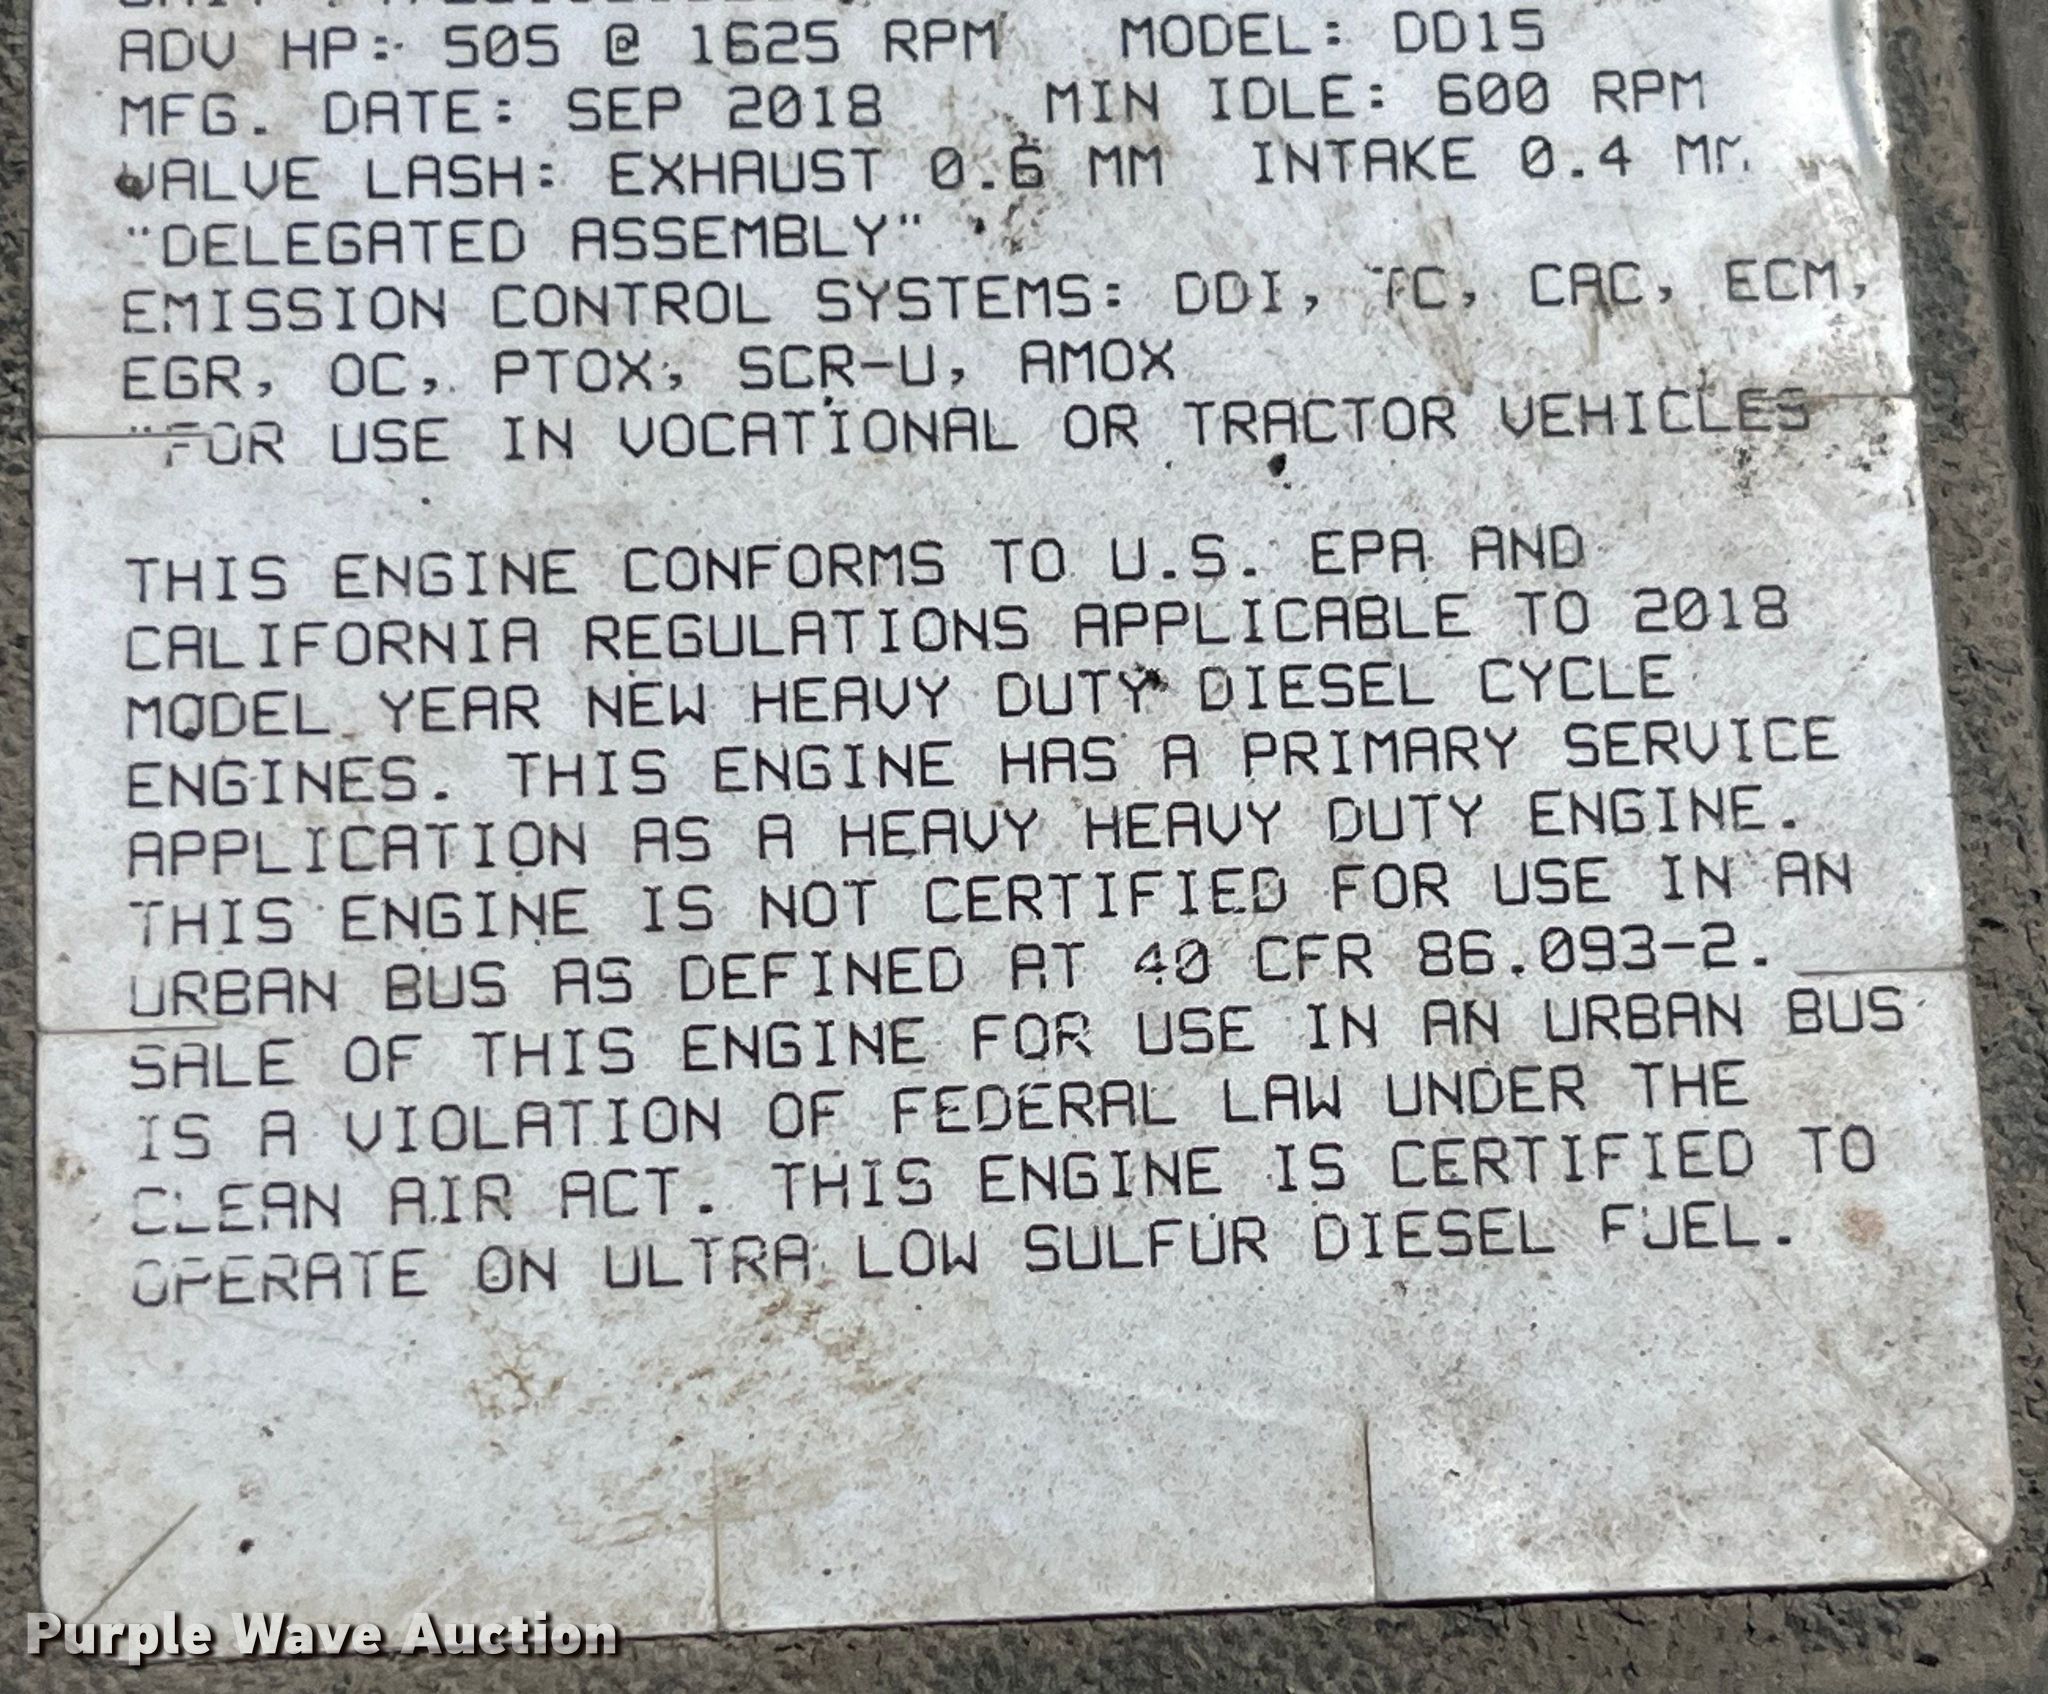 ADV HP: 505 @ 1625 RPM MODEL: DD15
MFG. DATE: SEP 2018 MIN IDLE: 600 RPM
VALVE LASH: EXHAUST 0.6 MM INTAKE 0.4 MM
"DELEGATED ASSEMBLY"
EMISSION CONTROL SYSTEMS: DDI, TC, CAC, ECM,
EGR, OC, PTOX, SCR-U, AMOX
"FOR USE IN VOCATIONAL OR TRACTOR VEHICLES
THIS ENGINE CONFORMS TO U.S. EPA AND
CALIFORNIA REGULATIONS APPLICABLE TO 2018
MODEL YEAR NEW HEAVY DUTY DIESEL CYCLE
ENGINES. THIS ENGINE HAS A PRIMARY SERVICE
APPLICATION AS A HEAVY HEAVY DUTY ENGINE.
THIS ENGINE IS NOT CERTIFIED FOR USE IN AN
URBAN BUS AS DEFINED AT 40 CFR 86.093-2.
SALE OF THIS ENGINE FOR USE IN AN URBAN BUS
IS A VIOLATION OF FEDERAL LAW UNDER THE
CLEAN AIR ACT. THIS ENGINE IS CERTIFIED TO
OPERATE ON ULTRA LOW SULFUR DIESEL FUEL.
Purple Wave Auction